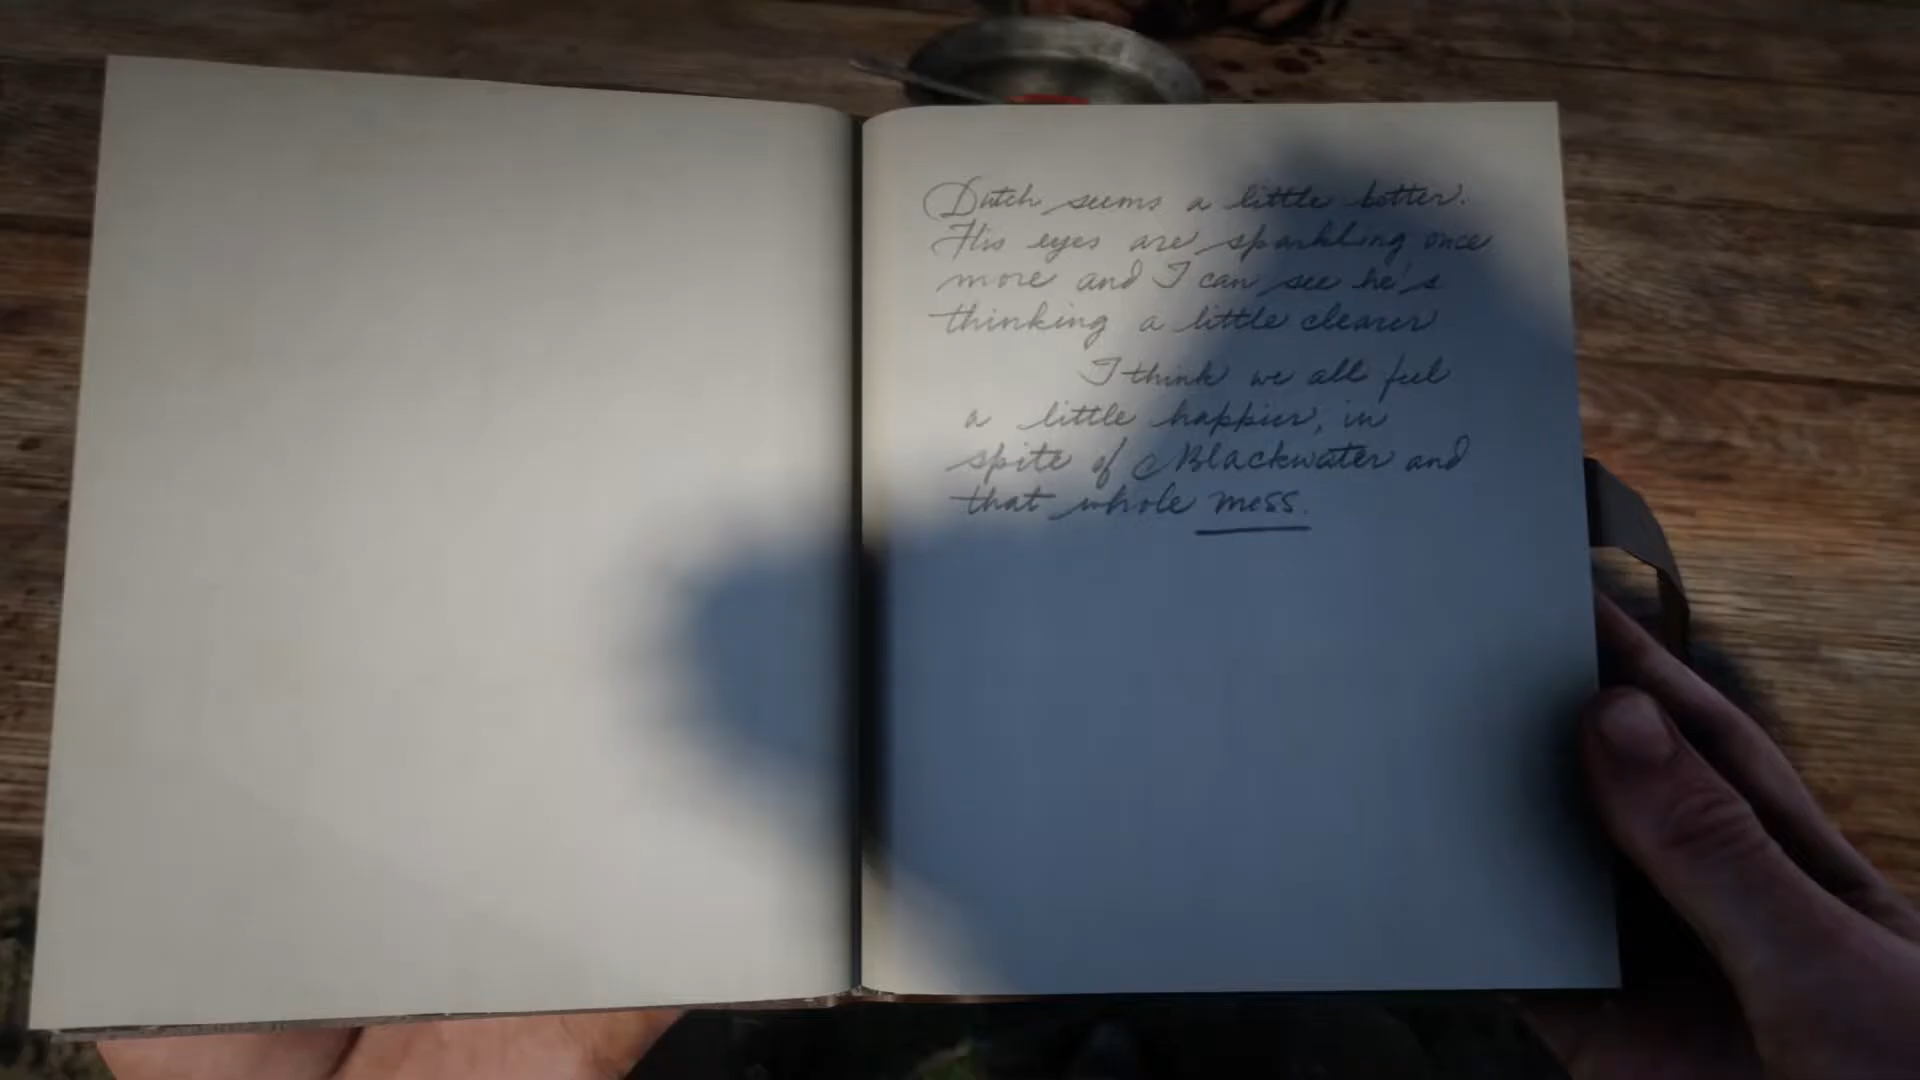 Dutch seems a little better.
His eyes are sparkling once
more and I can see he's
thinking a little clearer
I think we all feel
a little happier, in
spite of Blackwater and
that whole mess.